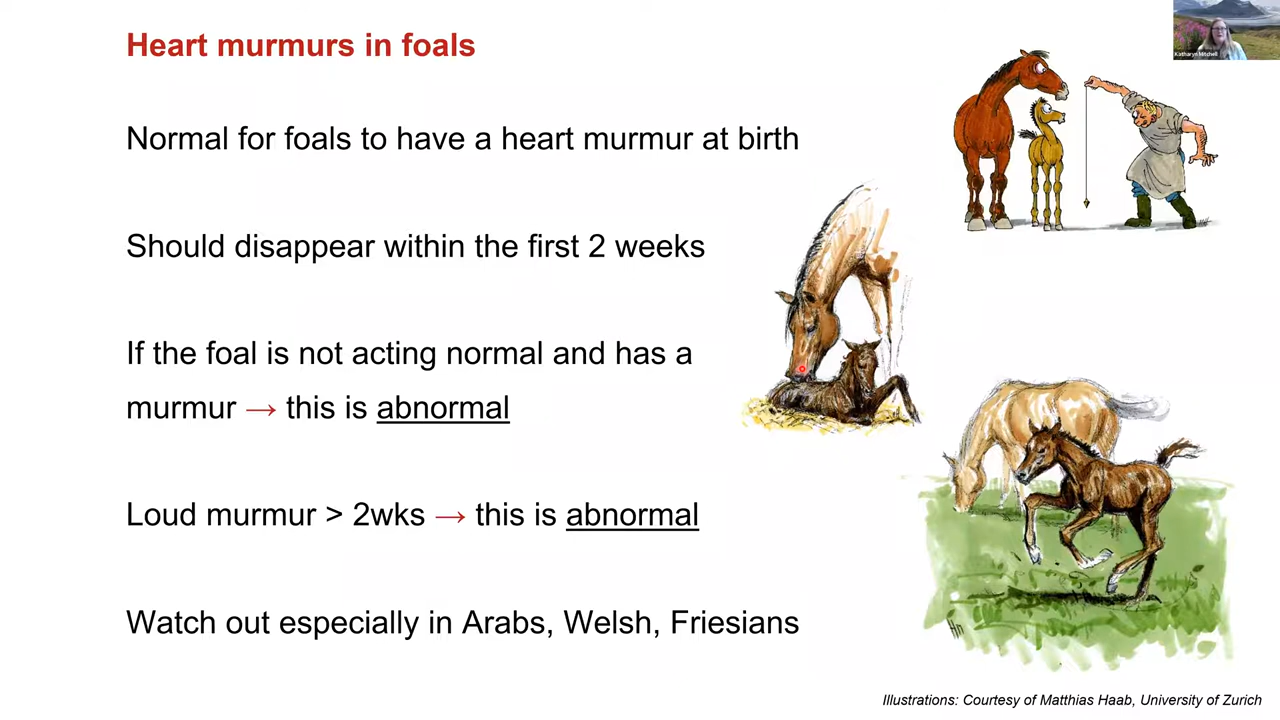 Heart murmurs in foals
Katharyn Mitchell
Normal for foals to have a heart murmur at birth
Should disappear within the first 2 weeks
If the foal is not acting normal and has a
murmur → this is abnormal
Loud murmur > 2wks → this is abnormal
Watch out especially in Arabs, Welsh, Friesians
Illustrations: Courtesy of Matthias Haab, University of Zurich